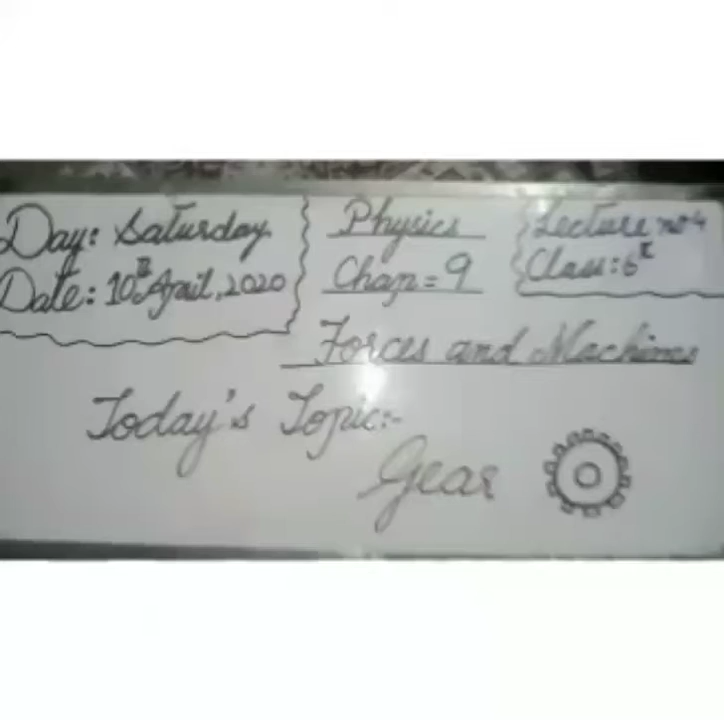 Day: Saturday
Date: 10th April, 2020
Physics
Chap = 9
Lecture no 4
Class: 6
Forces and Machines
Today's Topic:-
Gear